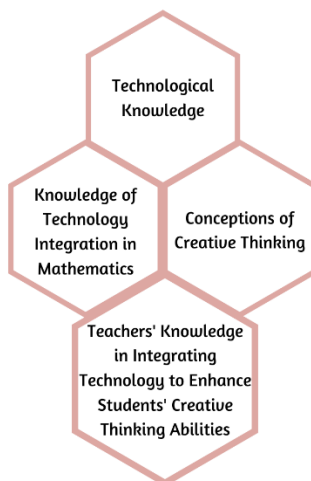 Technological
Knowledge
Knowledge of
Technology
Integration in
Mathematics
Conceptions of
Creative Thinking
Teachers' Knowledge
in Integrating
Technology to Enhance
Students' Creative
Thinking Abilities